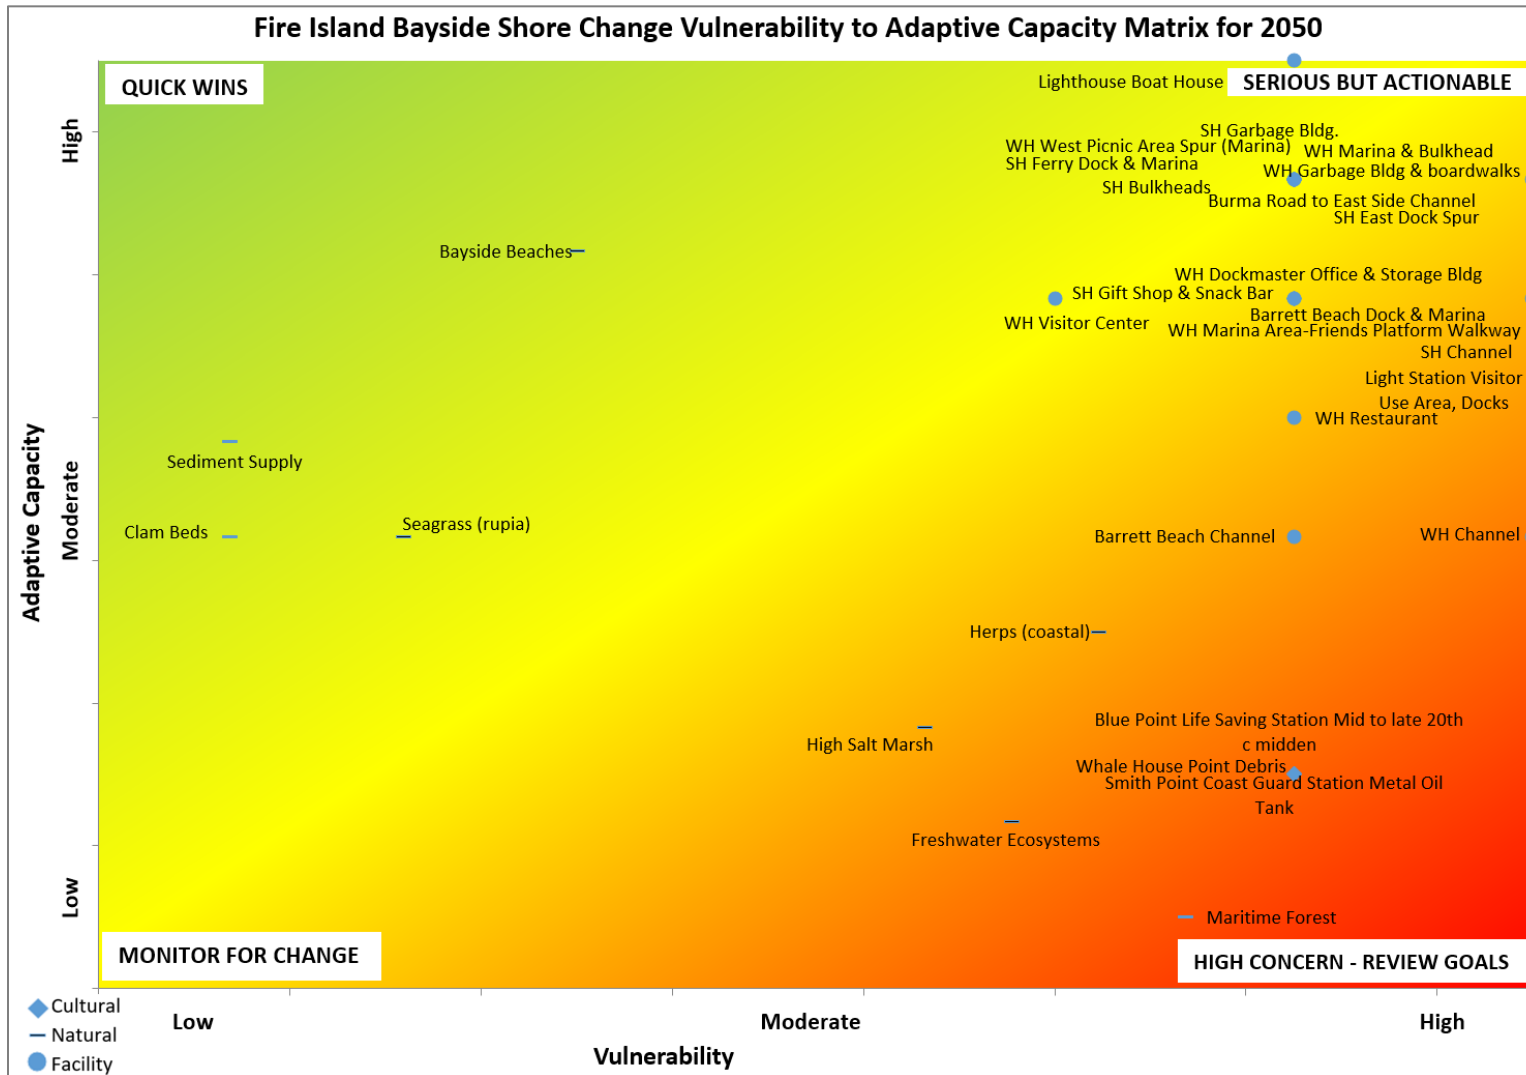 Fire Island Bayside Shore Change Vulnerability to Adaptive Capacity Matrix for 2050
QUICK WINS
SERIOUS BUT ACTIONABLE
Lighthouse Boat House
SH Garbage Bldg.
WH West Picnic Area Spur (Marina)
WH Marina & Bulkhead
SH Ferry Dock & Marina
WH Garbage Bldg & boardwalks
SH Bulkheads
Burma Road to East Side Channel
SH East Dock Spur
Bayside Beaches
WH Dockmaster Office & Storage Bldg
SH Gift Shop & Snack Bar
Barrett Beach Dock & Marina
WH Visitor Center
WH Marina Area-Friends Platform Walkway
SH Channel
Light Station Visitor
Use Area, Docks
WH Restaurant
Sediment Supply
Seagrass (rupia)
Clam Beds
Barrett Beach Channel
WH Channel
Herps (coastal)
Blue Point Life Saving Station Mid to late 20th
c midden
High Salt Marsh
Whale House Point Debris
Smith Point Coast Guard Station Metal Oil
Tank
Freshwater Ecosystems
Maritime Forest
MONITOR FOR CHANGE
HIGH CONCERN - REVIEW GOALS
High
Moderate
Low
Adaptive Capacity
Low
Moderate
High
Vulnerability
Cultural
Natural
Facility